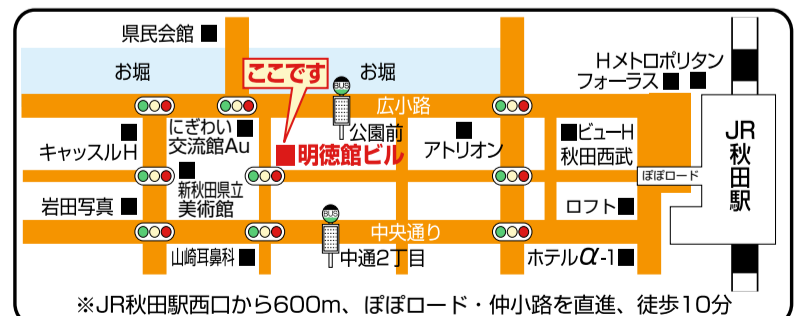 県民会館
お堀
ここです
お堀
Hメトロポリタン
フォーラス
BUS
広小路
公園前
キャッスルH
にぎわい
交流館Au
明徳館ビル
アトリオン
ビューH
秋田西武
JR
秋田駅
ぽぽロード
新秋田県立
美術館
岩田写真
ロフト
BUS
中央通り
山崎耳鼻科
中通2丁目
ホテルα-1
※JR秋田駅西口から600m、ぽぽロード・仲小路を直進、徒歩10分